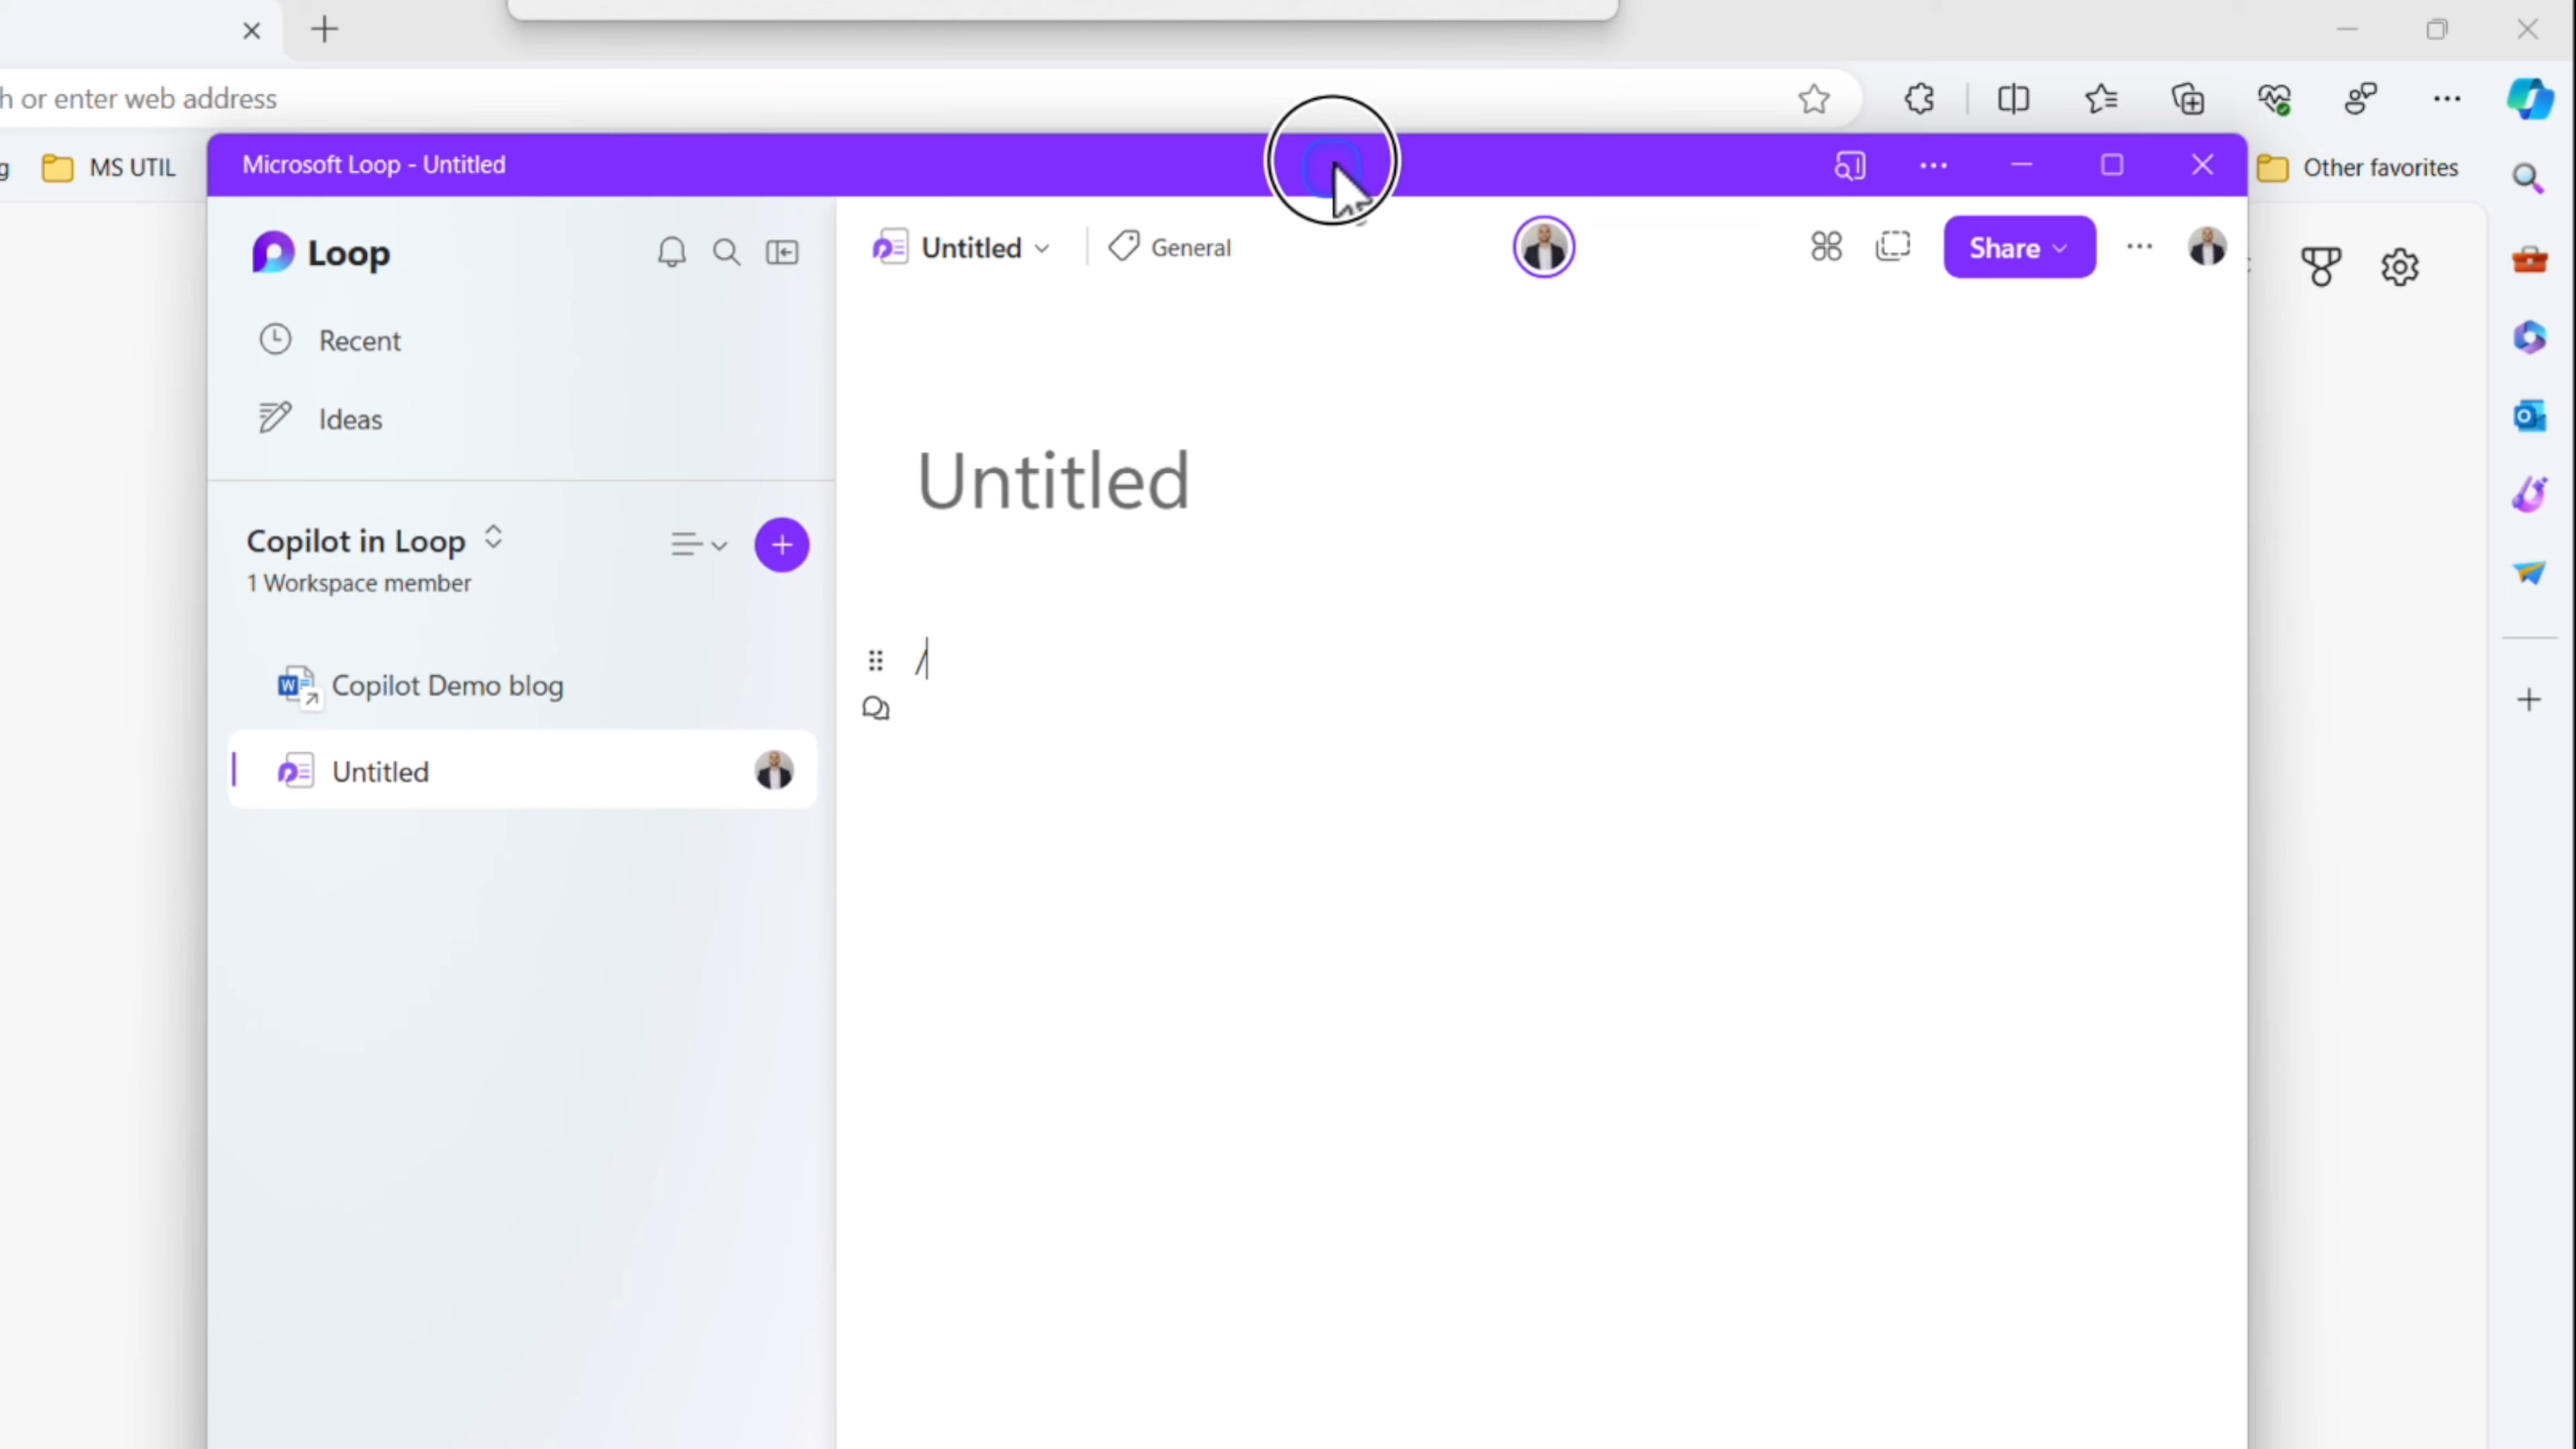 h or enter web address
g
MS UTIL
Microsoft Loop - Untitled
Other favorites
Loop
Untitled
General
Share
Recent
Ideas
Untitled
Copilot in Loop
1 Workspace member
/
Copilot Demo blog
Untitled